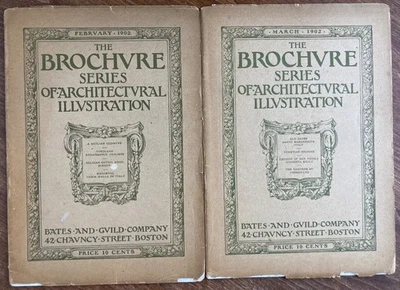 FEBRUARY · 1902
THE
BROCHVRE
SERIES
OF ARCHITECTVRAL
ILLVSTRATION
BATES · AND · GVILD · COMPANY
42 · CHAVNCY · STREET · BOSTON
PRICE 10 CENTS
MARCH · 1902
THE
BROCHVRE
SERIES
OF ARCHITECTVRAL
ILLVSTRATION
BATES · AND · GVILD · COMPANY
42 · CHAVNCY · STREET · BOSTON
PRICE 10 CENTS